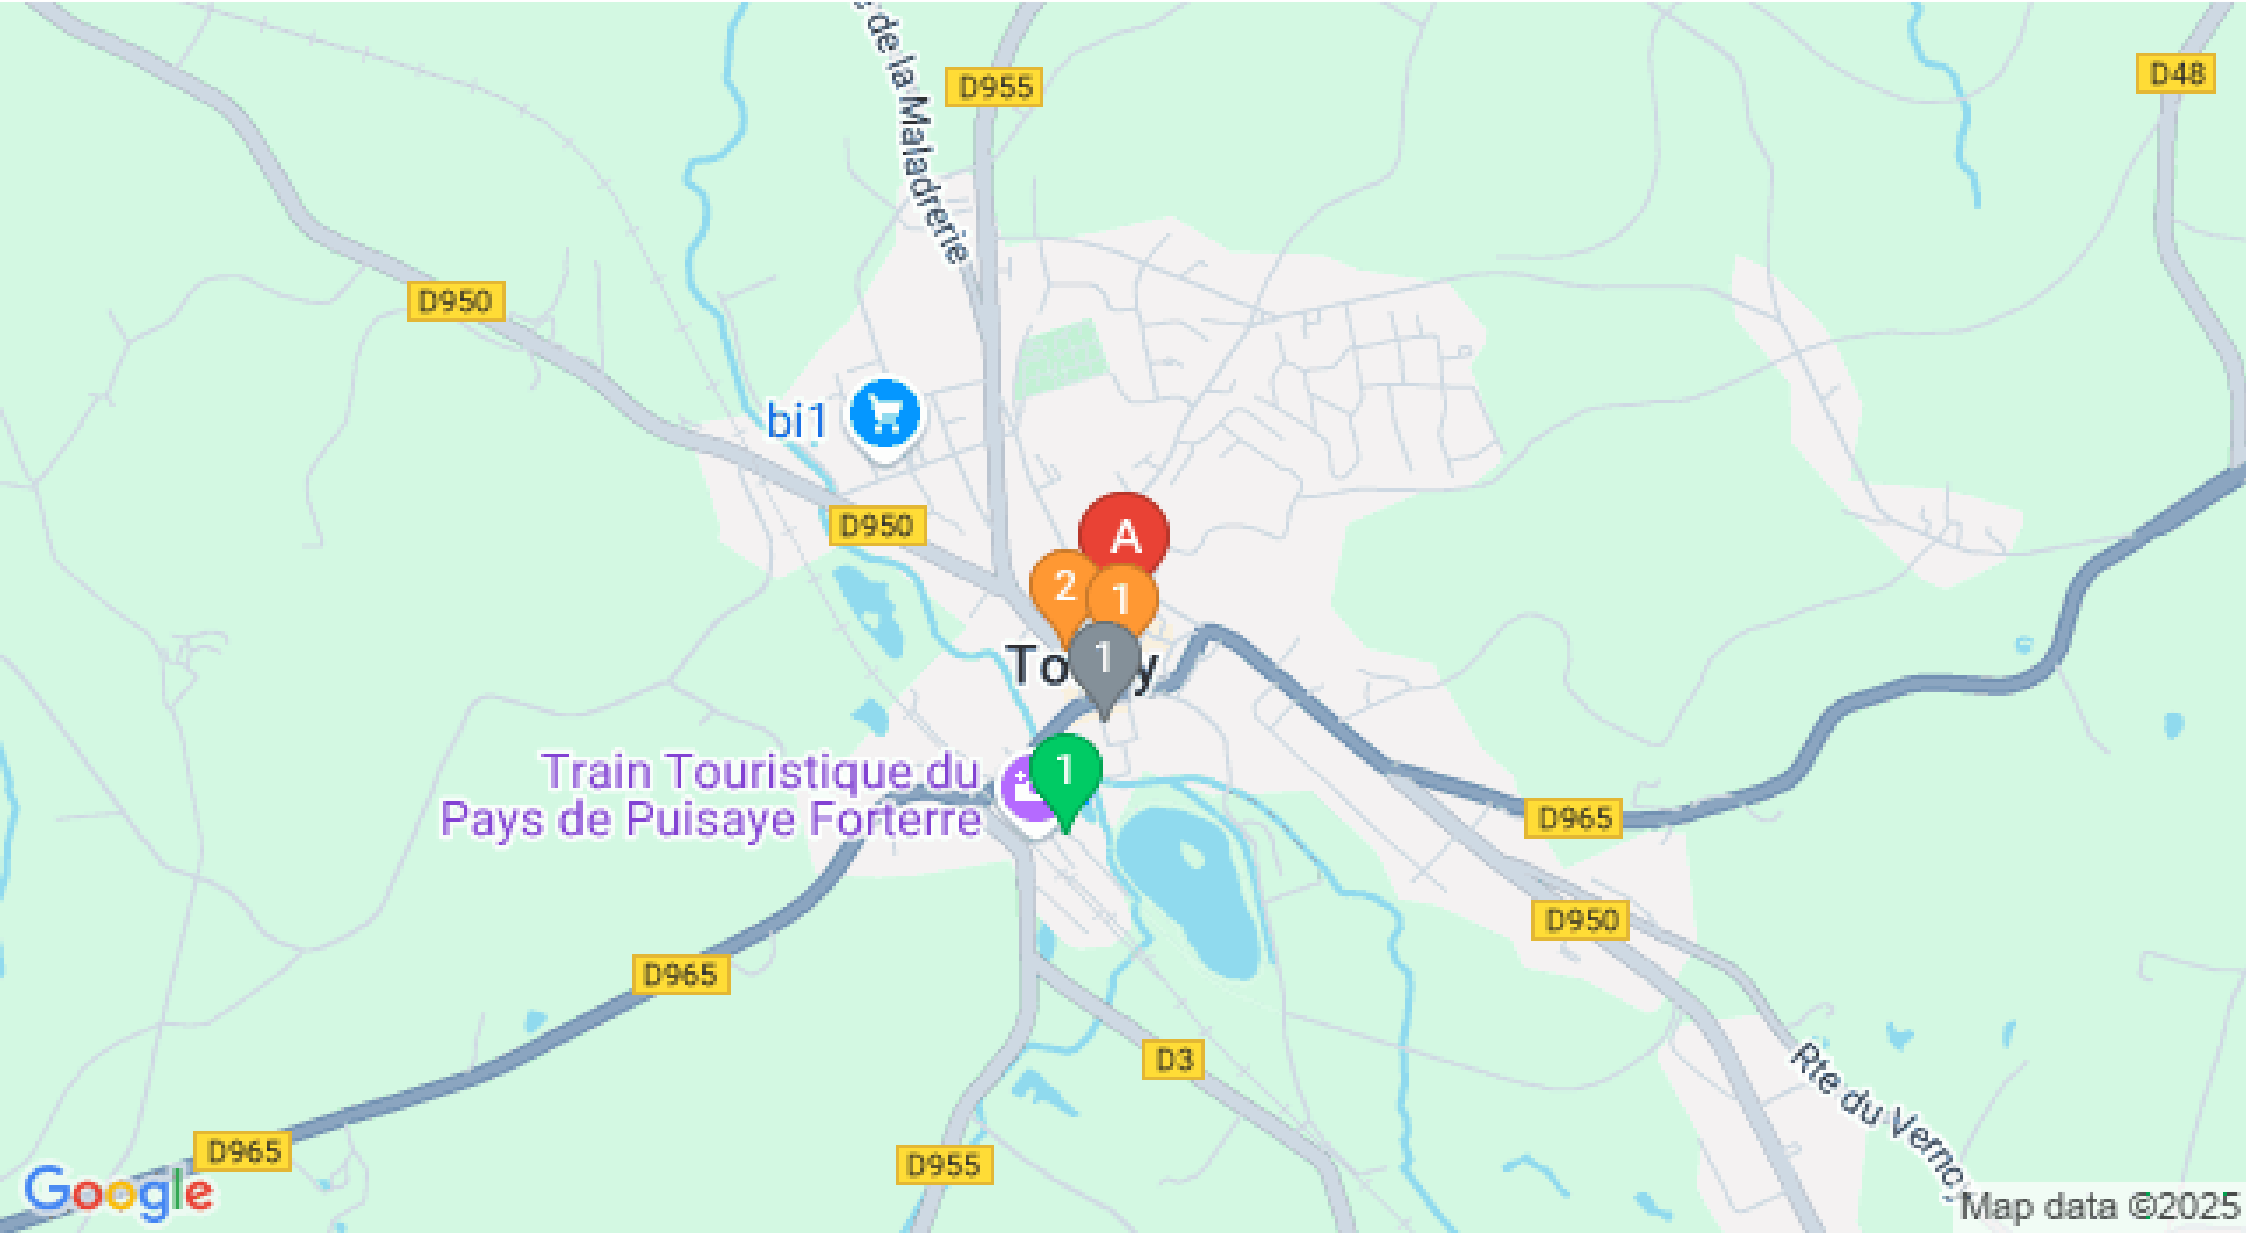 de la Maladrerie
D955
D48
D950
bi1
D950
A
2
1
1
1
Train Touristique du
Pays de Puisaye Forterre
D965
D950
D965
D3
Rte du Verno
D965
D955
Google
Map data ©2025